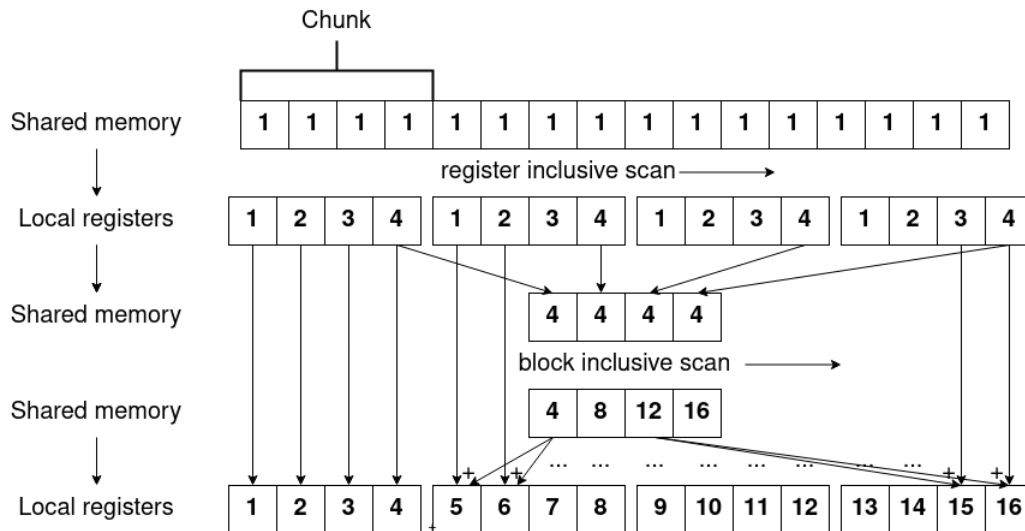 Chunk
Shared memory 1 1 1 1 1 1 1 1 1 1 1 1 1 1 1 1
register inclusive scan
Local registers 1 2 3 4 1 2 3 4 1 2 3 4 1 2 3 4
Shared memory 4 4 4 4
block inclusive scan
Shared memory 4 8 12 16
+ + ... ... ... ... ... ... ... ... + +
Local registers 1 2 3 4 5 6 7 8 9 10 11 12 13 14 15 16
+